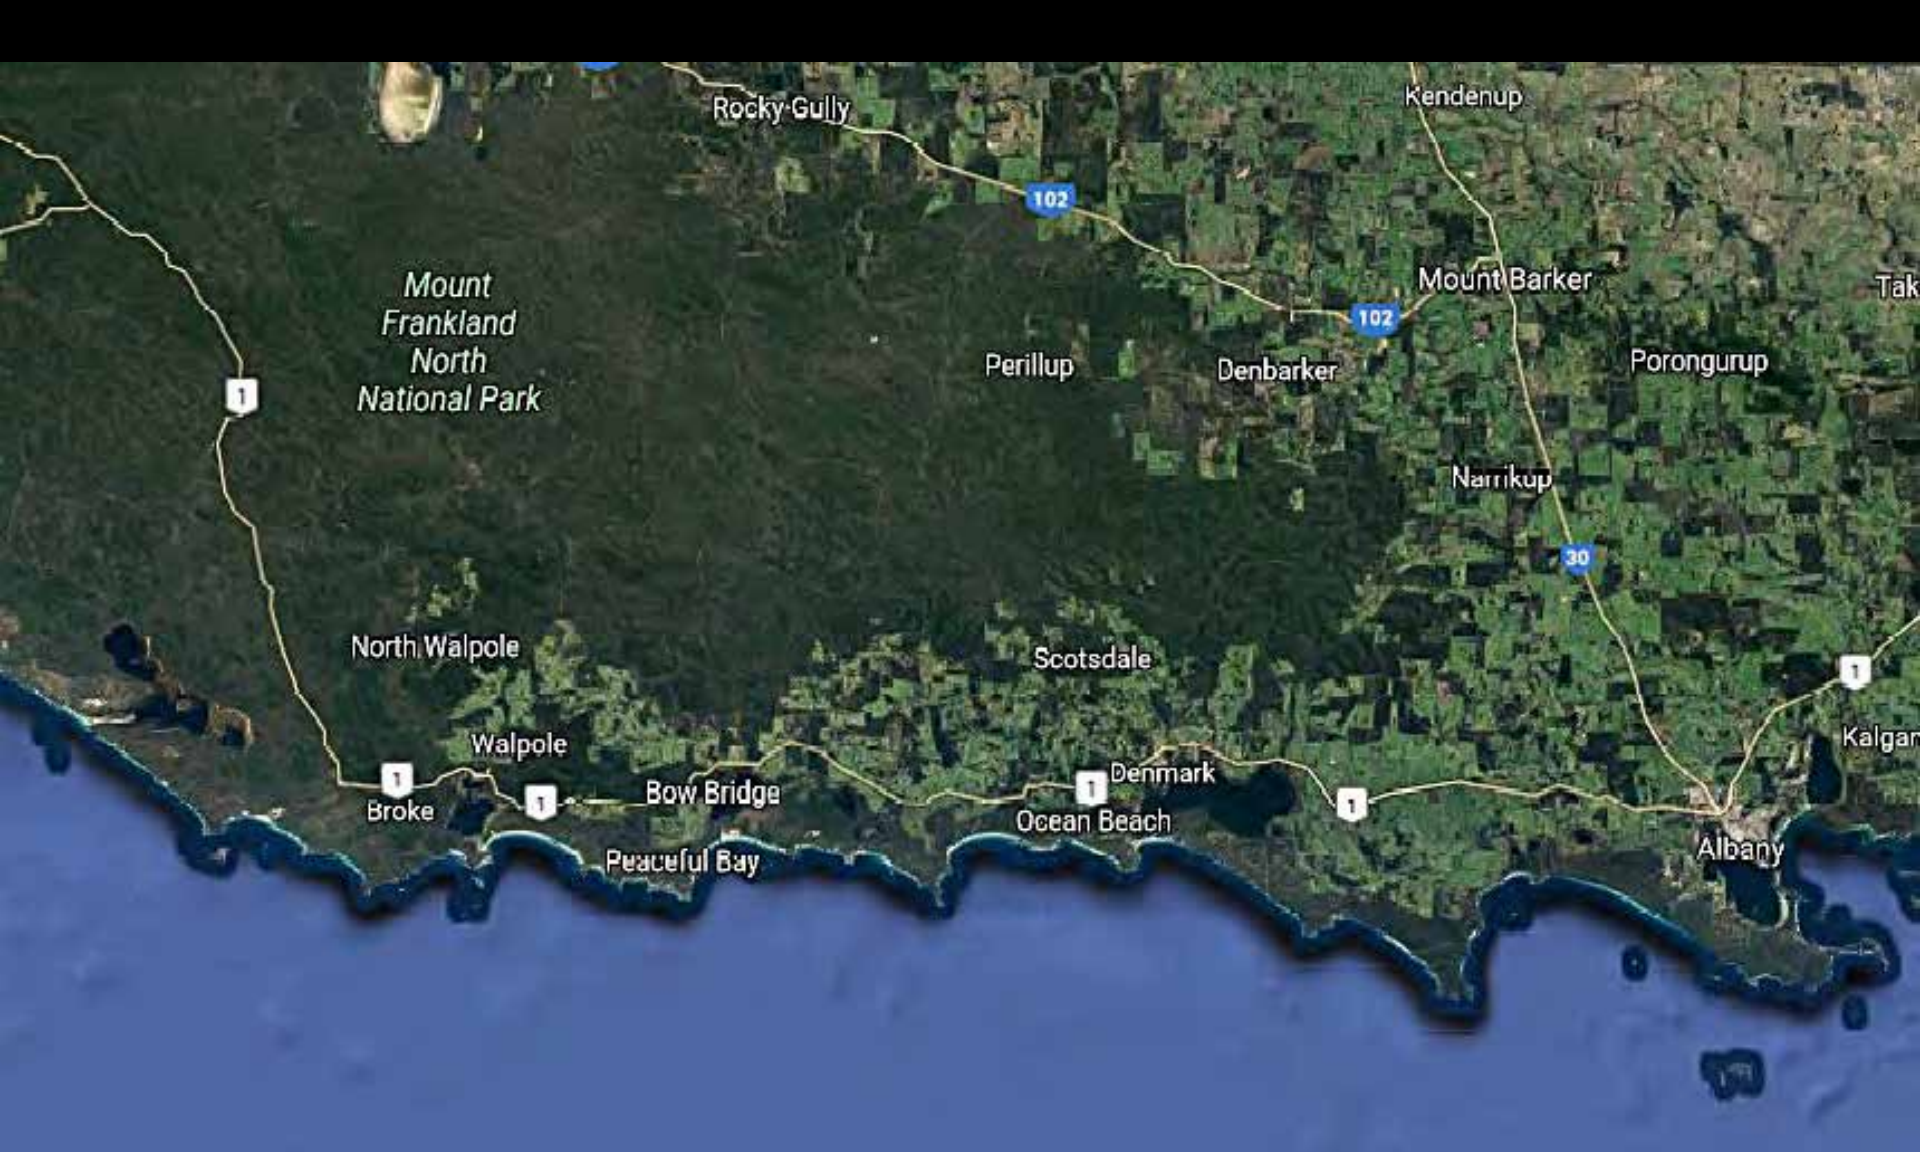 Rocky Gully
Kendenup
102
Mount
Frankland
North
National Park
Mount Barker
Tak
102
Perillup
Denbarker
Porongurup
1
Narrikup
30
North Walpole
Scotsdale
1
Walpole
Kalgan
1
Broke
1
Bow Bridge
1
Denmark
Ocean Beach
1
Albany
Peaceful Bay